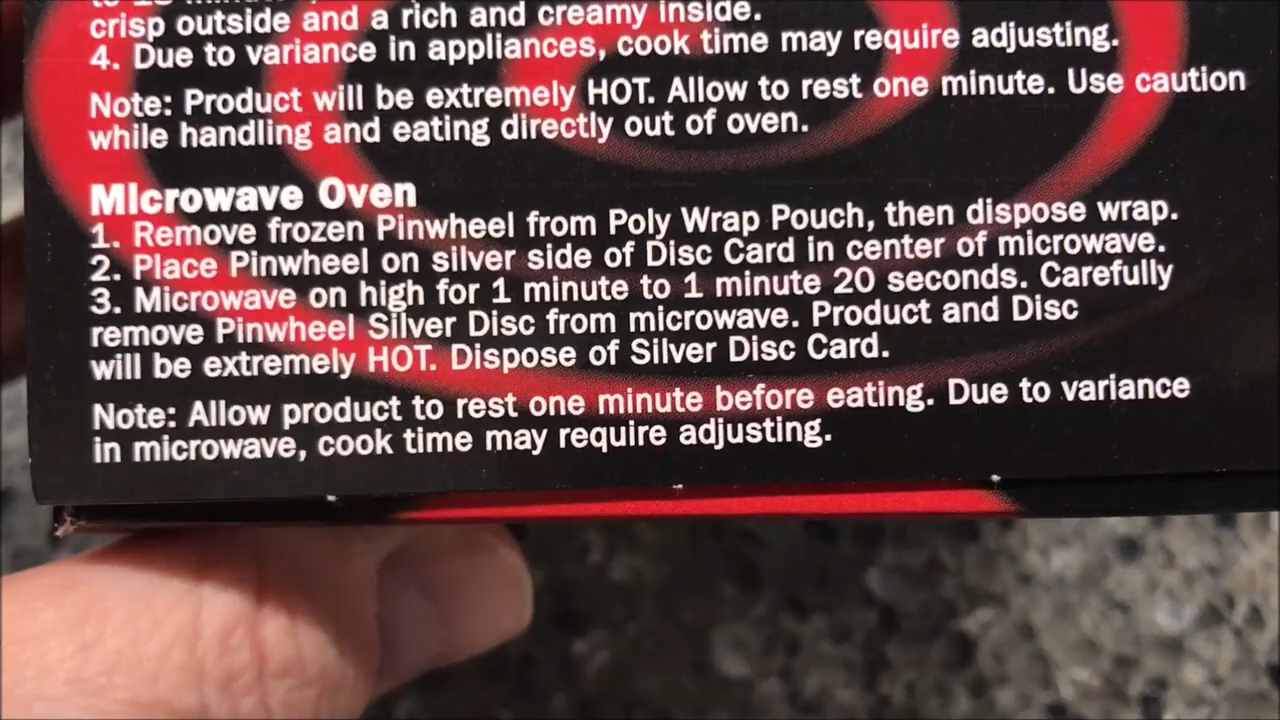 crisp outside and a rich and creamy inside.
4. Due to variance in appliances, cook time may require adjusting.
Note: Product will be extremely HOT. Allow to rest one minute. Use caution
while handling and eating directly out of oven.
Microwave Oven
1. Remove frozen Pinwheel from Poly Wrap Pouch, then dispose wrap.
2. Place Pinwheel on silver side of Disc Card in center of microwave.
3. Microwave on high for 1 minute to 1 minute 20 seconds. Carefully
remove Pinwheel Silver Disc from microwave. Product and Disc
will be extremely HOT. Dispose of Silver Disc Card.
Note: Allow product to rest one minute before eating. Due to variance
in microwave, cook time may require adjusting.